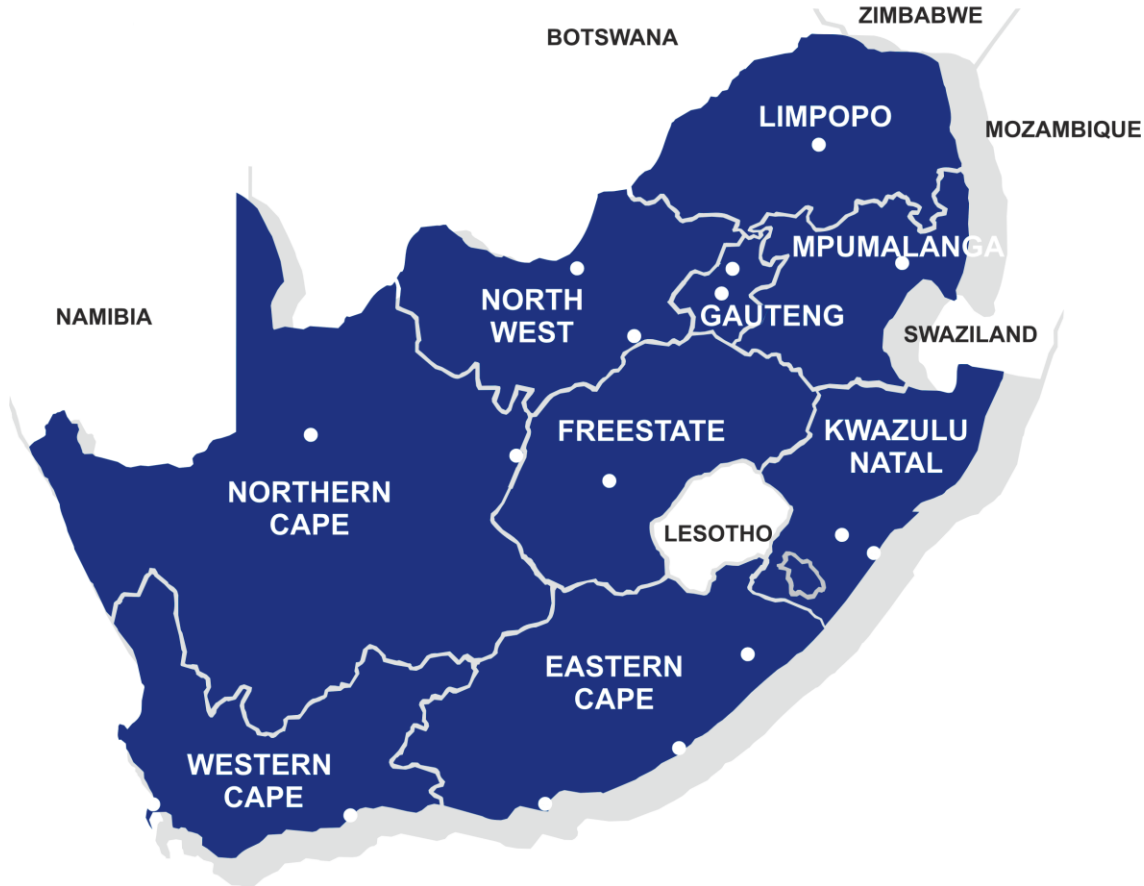 ZIMBABWE
BOTSWANA
LIMPOPO
MOZAMBIQUE
MPUMALANGA
NORTH
WEST
GAUTENG
NAMIBIA
SWAZILAND
FREESTATE
KWAZULU
NATAL
NORTHERN
CAPE
LESOTHO
EASTERN
CAPE
WESTERN
CAPE